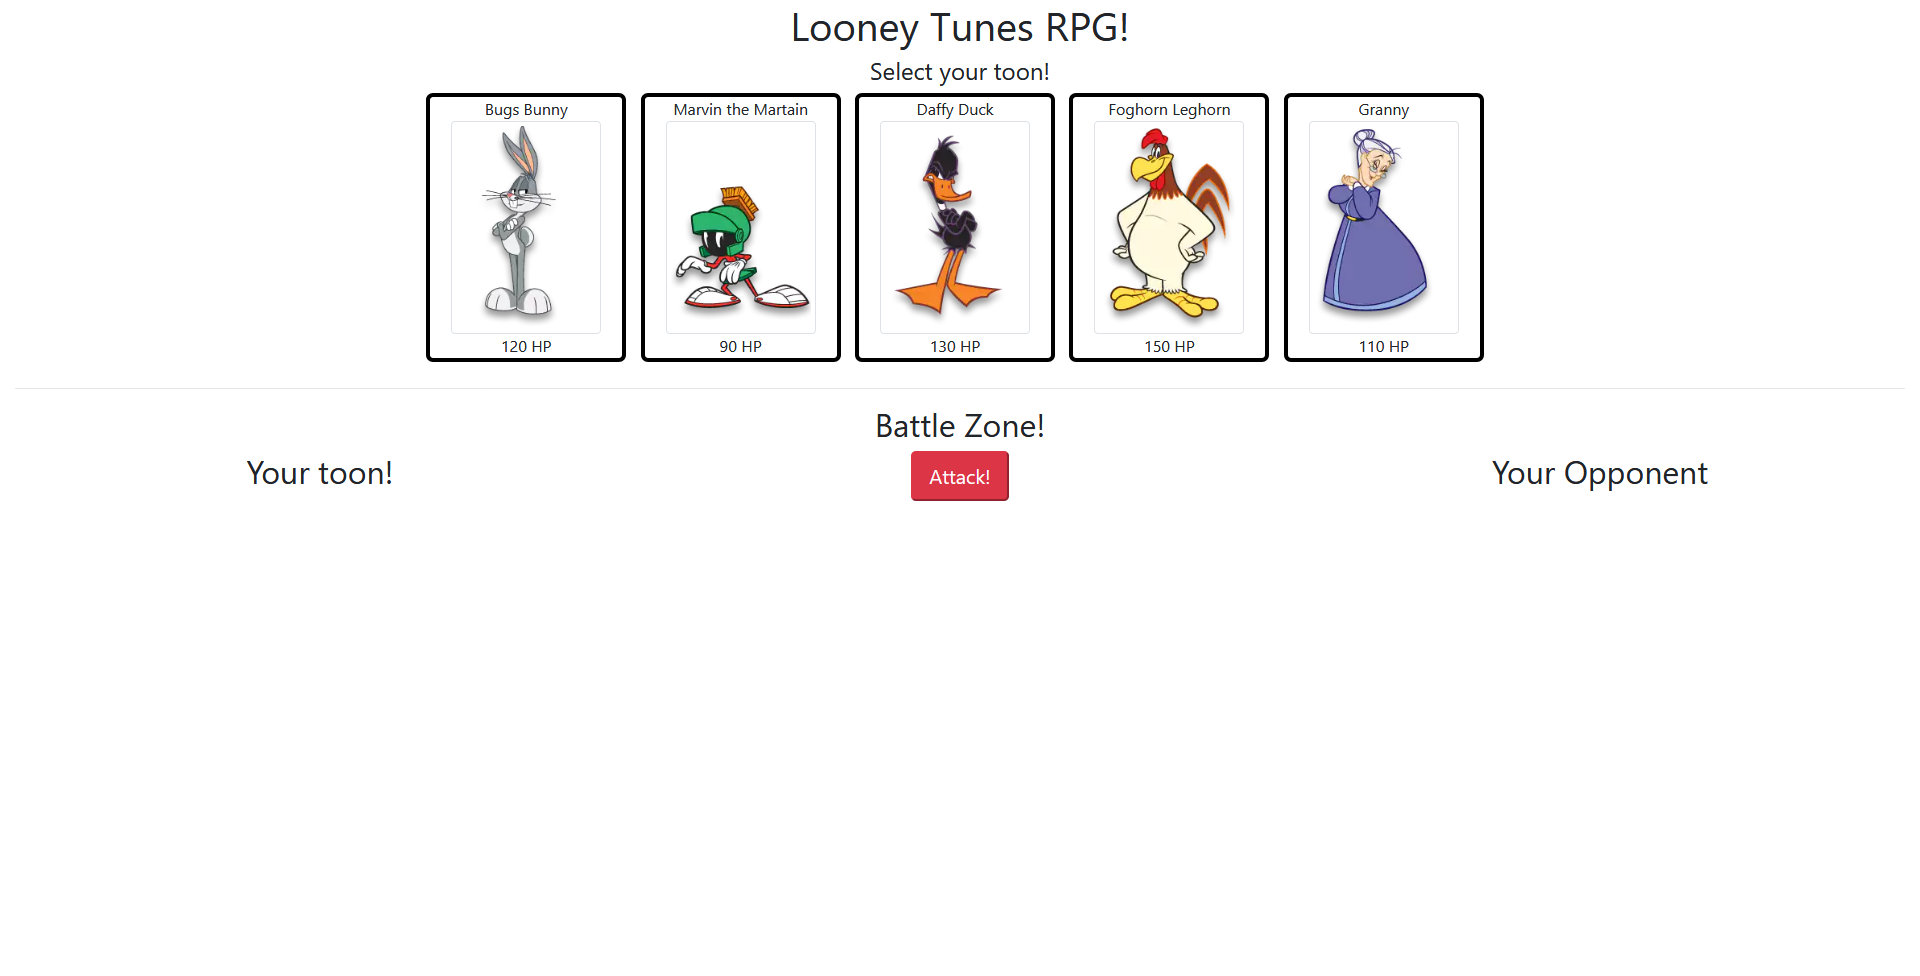 Looney Tunes RPG!
Select your toon!
Bugs Bunny
Marvin the Martain
Daffy Duck
Foghorn Leghorn
Granny
120 HP
90 HP
130 HP
150 HP
110 HP
Battle Zone!
Your toon!
Attack!
Your Opponent